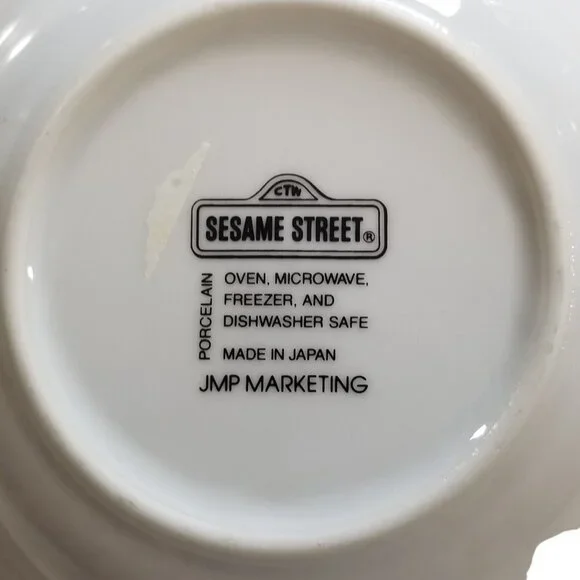 CTW
SESAME STREET®
PORCELAIN
OVEN, MICROWAVE,
FREEZER, AND
DISHWASHER SAFE
MADE IN JAPAN
JMP MARKETING